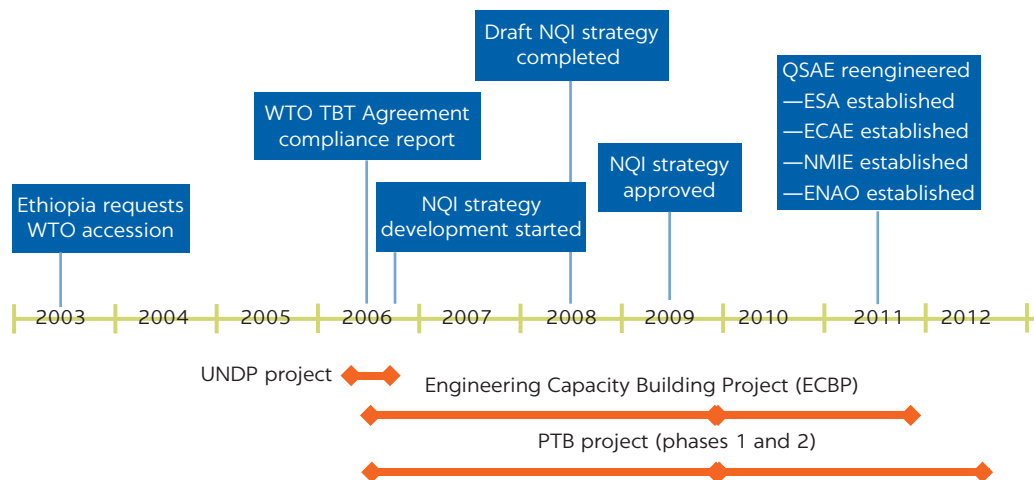 Draft NQI strategy
completed
QSAE reengineered
—ESA established
—ECAE established
—NMIE established
—ENAO established
WTO TBT Agreement
compliance report
NQI strategy
approved
Ethiopia requests
WTO accession
NQI strategy
development started
2003 2004 2005 2006 2007 2008 2009 2010 2011 2012
UNDP project
Engineering Capacity Building Project (ECBP)
PTB project (phases 1 and 2)